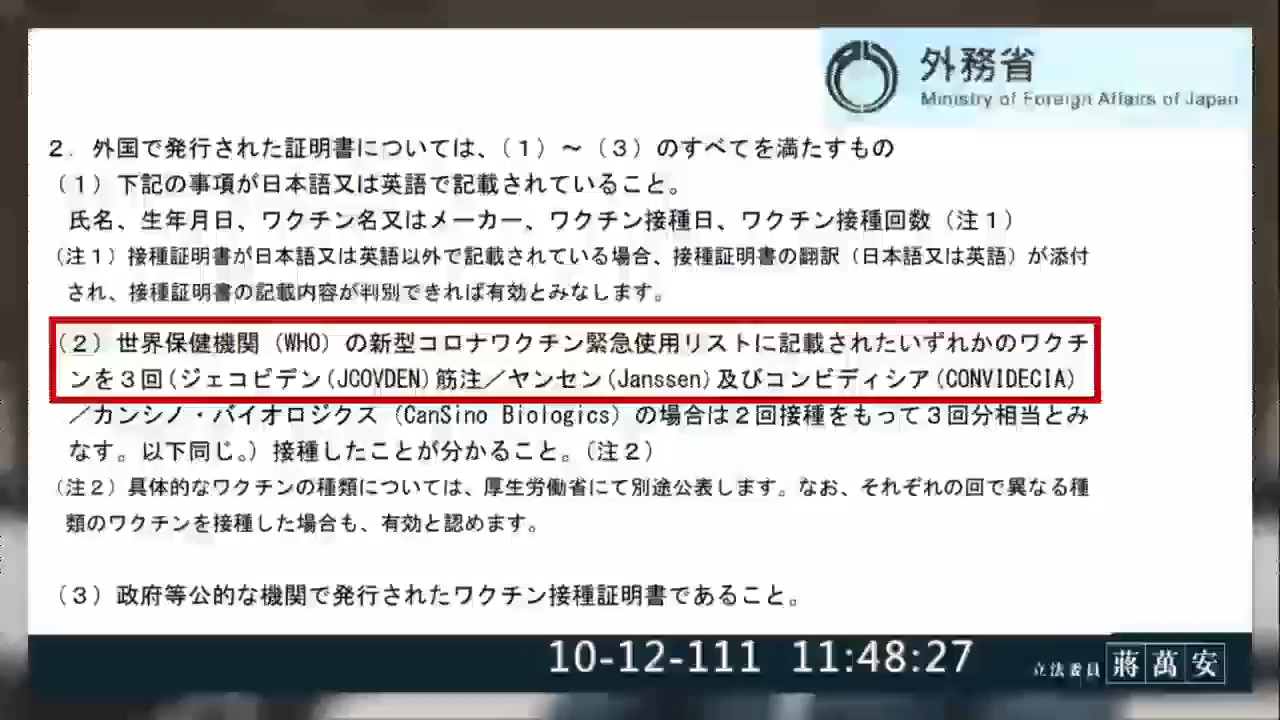 外務省
Ministry of Foreign Affairs of Japan
2．外国で発行された証明書については、（1）～（3）のすべてを満たすもの
（1）下記の事項が日本語又は英語で記載されていること。
氏名、生年月日、ワクチン名又はメーカー、ワクチン接種日、ワクチン接種回数（注1）
（注1）接種証明書が日本語又は英語以外で記載されている場合、接種証明書の翻訳（日本語又は英語）が添付
され、接種証明書の記載内容が判別できれば有効とみなします。
（2）世界保健機関（WHO）の新型コロナワクチン緊急使用リストに記載されたいずれかのワクチ
ンを3回（ジェコビデン（JCOVDEN）筋注／ヤンセン（Janssen）及びコンビディシア（CONVIDECIA）
／カンシノ・バイオロジクス（CanSino Biologics）の場合は2回接種をもって3回分相当とみ
なす。以下同じ。）接種したことが分かること。（注2）
（注2）具体的なワクチンの種類については、厚生労働省にて別途公表します。なお、それぞれの回で異なる種
類のワクチンを接種した場合も、有効と認めます。
（3）政府等公的な機関で発行されたワクチン接種証明書であること。
10-12-111 11:48:27
立法委員 蔣萬安